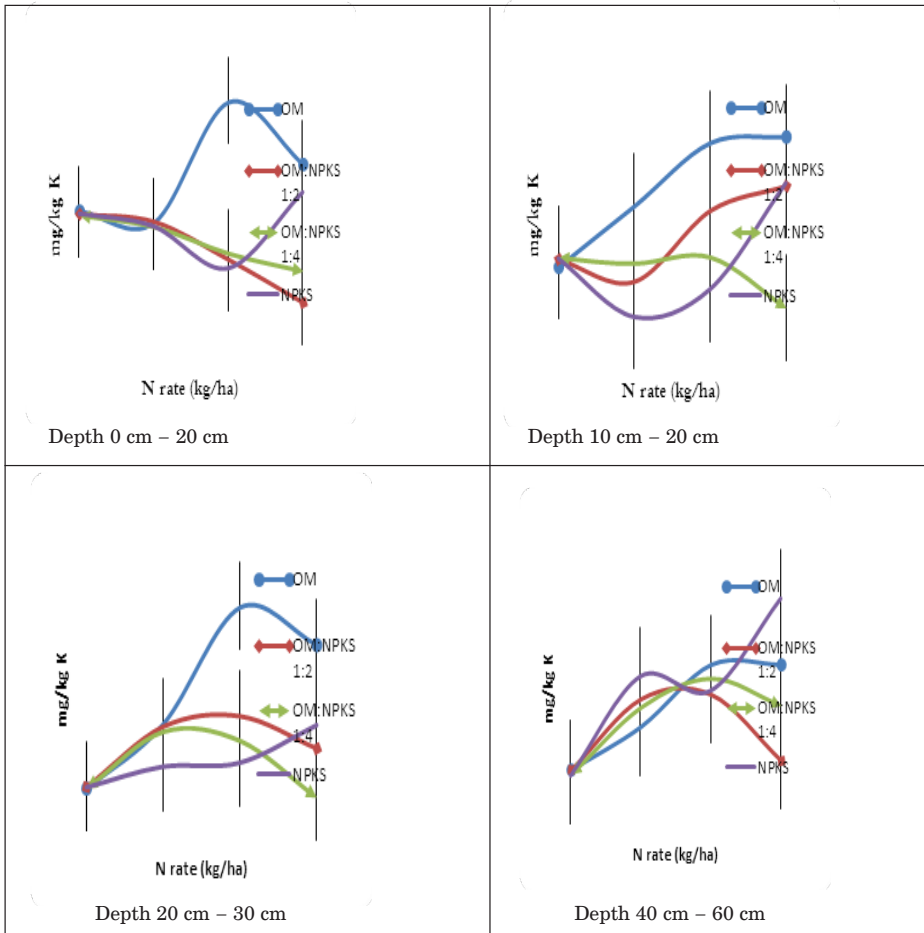 mg/kg K
OM
OM:NPKS
1:2
OM:NPKS
1:4
NPKS
N rate (kg/ha)
Depth 0 cm – 20 cm
mg/kg K
OM
OM:NPKS
1:2
OM:NPKS
1:4
NPKS
N rate (kg/ha)
Depth 10 cm – 20 cm
mg/kg K
OM
OM:NPKS
1:2
OM:NPKS
1:4
NPKS
N rate (kg/ha)
Depth 20 cm – 30 cm
mg/kg K
OM
OM:NPKS
1:2
OM:NPKS
1:4
NPKS
N rate (kg/ha)
Depth 40 cm – 60 cm